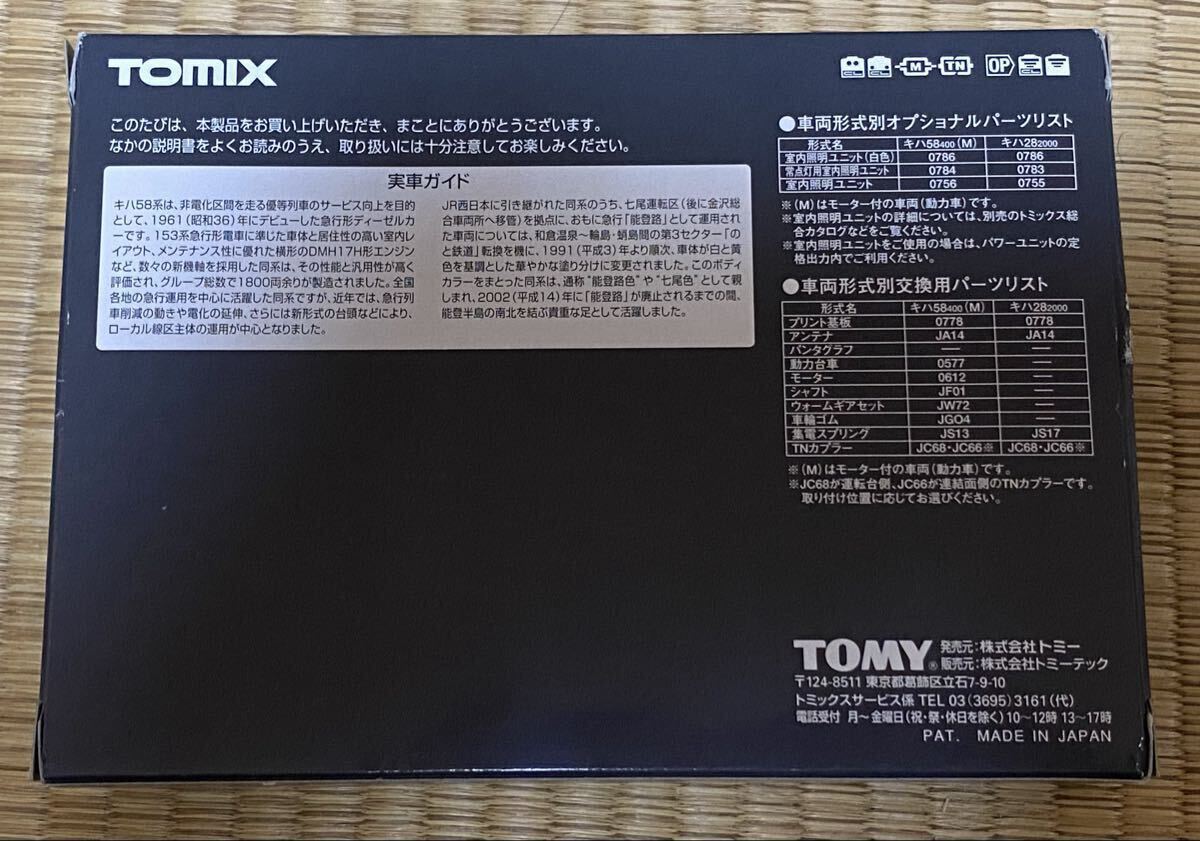 TOMIX
このたびは、本製品をお買い上げいただき、まことにありがとうございます。
なかの説明書をよくお読みのうえ、取り扱いには十分注意してお楽しみください。
実車ガイド
キハ58系は、非電化区間を走る優等列車のサービス向上を目的
として、1961(昭和36)年にデビューした急行形ディーゼルカ
ーです。153系急行形電車に準じた車体と居住性の高い室内レ
イアウト、メンテナンス性に優れた横形のDMH17H形エンジン
など、数々の新機軸を採用した同系は、その性能と汎用性が高く
評価され、グループ総数で1800両余りが製造されました。全国
各地の急行運用を中心に活躍した同系ですが、近年では、急行列
車削減の動きや電化の延伸、さらには新形式の台頭などにより、
ローカル線区主体の運用が中心となりました。
JR西日本に引き継がれた同系のうち、七尾運転区(後に金沢総
合車両所へ移管)を拠点に、おもに急行「能登路」として運用され
た車両については、和倉温泉〜輪島・蛸島間の第3セクター「の
と鉄道」転換を機に、1991(平成3)年より順次、車体が白と黄
色を基調とした華やかな塗り分けに変更されました。このボディ
カラーをまとった同系は、通称"能登路色"や"七尾色"として親
しまれ、2002(平成14)年に「能登路」が廃止されるまでの間、
能登半島の南北を結ぶ貴重な足として活躍しました。
CL CL M TN OP CL
●車両形式別オプショナルパーツリスト
形式名 キハ58400(M) キハ282000
室内照明ユニット(白色) 0786 0786
常点灯用室内照明ユニット 0784 0783
室内照明ユニット 0756 0755
※(M)はモーター付の車両(動力車)です。
※室内照明ユニットの詳細については、別売のトミックス総
合カタログなどをご覧ください。
※室内照明ユニットをご使用の場合は、パワーユニットの定
格出力内でご利用ください。
●車両形式別交換用パーツリスト
形式名 キハ58400(M) キハ282000
プリント基板 0778 0778
アンテナ JA14 JA14
パンタグラフ — —
動力台車 0577 —
モーター 0612 —
シャフト JF01 —
ウォームギアセット JW72 —
車輪ゴム JG04 —
集電スプリング JS13 JS17
TNカプラー JC68・JC66※ JC68・JC66※
※(M)はモーター付の車両(動力車)です。
※JC68が運転台側、JC66が連結面側のTNカプラーです。
取り付け位置に応じてお選びください。
TOMY® 発売元:株式会社トミー
販売元:株式会社トミーテック
〒124-8511 東京都葛飾区立石7-9-10
トミックスサービス係 TEL 03(3695)3161(代)
電話受付 月〜金曜日(祝・祭・休日を除く)10〜12時 13〜17時
PAT. MADE IN JAPAN